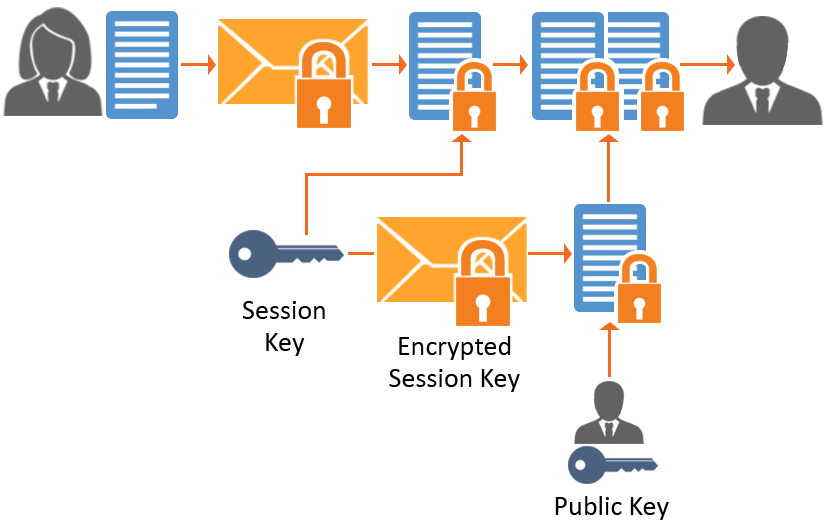 Session
Key
Encrypted
Session Key
Public Key